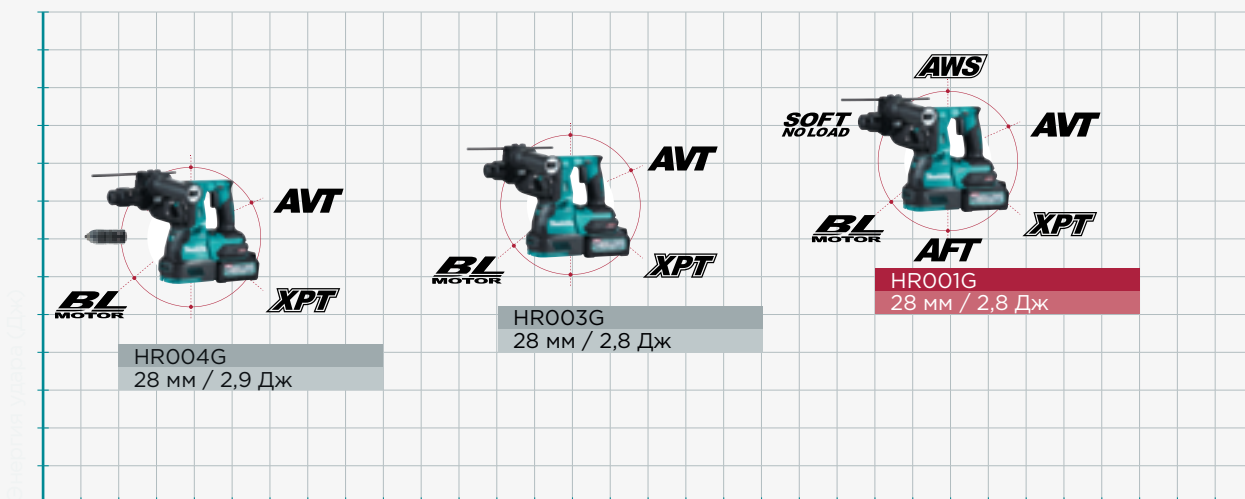 AVT
BL
MOTOR
XPT
HR004G
28 мм / 2,9 Дж
AVT
BL
MOTOR
XPT
HR003G
28 мм / 2,8 Дж
AWS
SOFT
NO LOAD
AVT
BL
MOTOR
XPT
AFT
HR001G
28 мм / 2,8 Дж